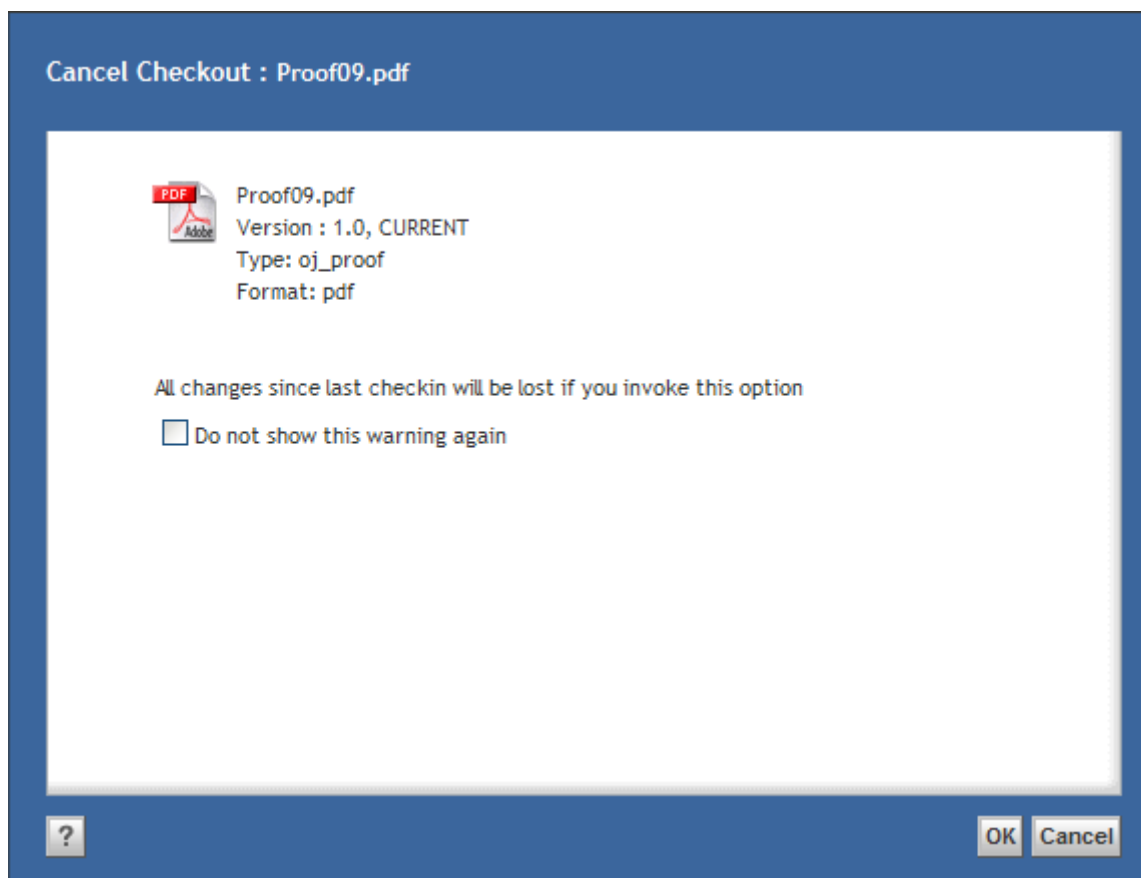 Cancel Checkout : Proof09.pdf
PDF
Adobe
Proof09.pdf
Version : 1.0, CURRENT
Type: oj_proof
Format: pdf
All changes since last checkin will be lost if you invoke this option
Do not show this warning again
?
OK Cancel